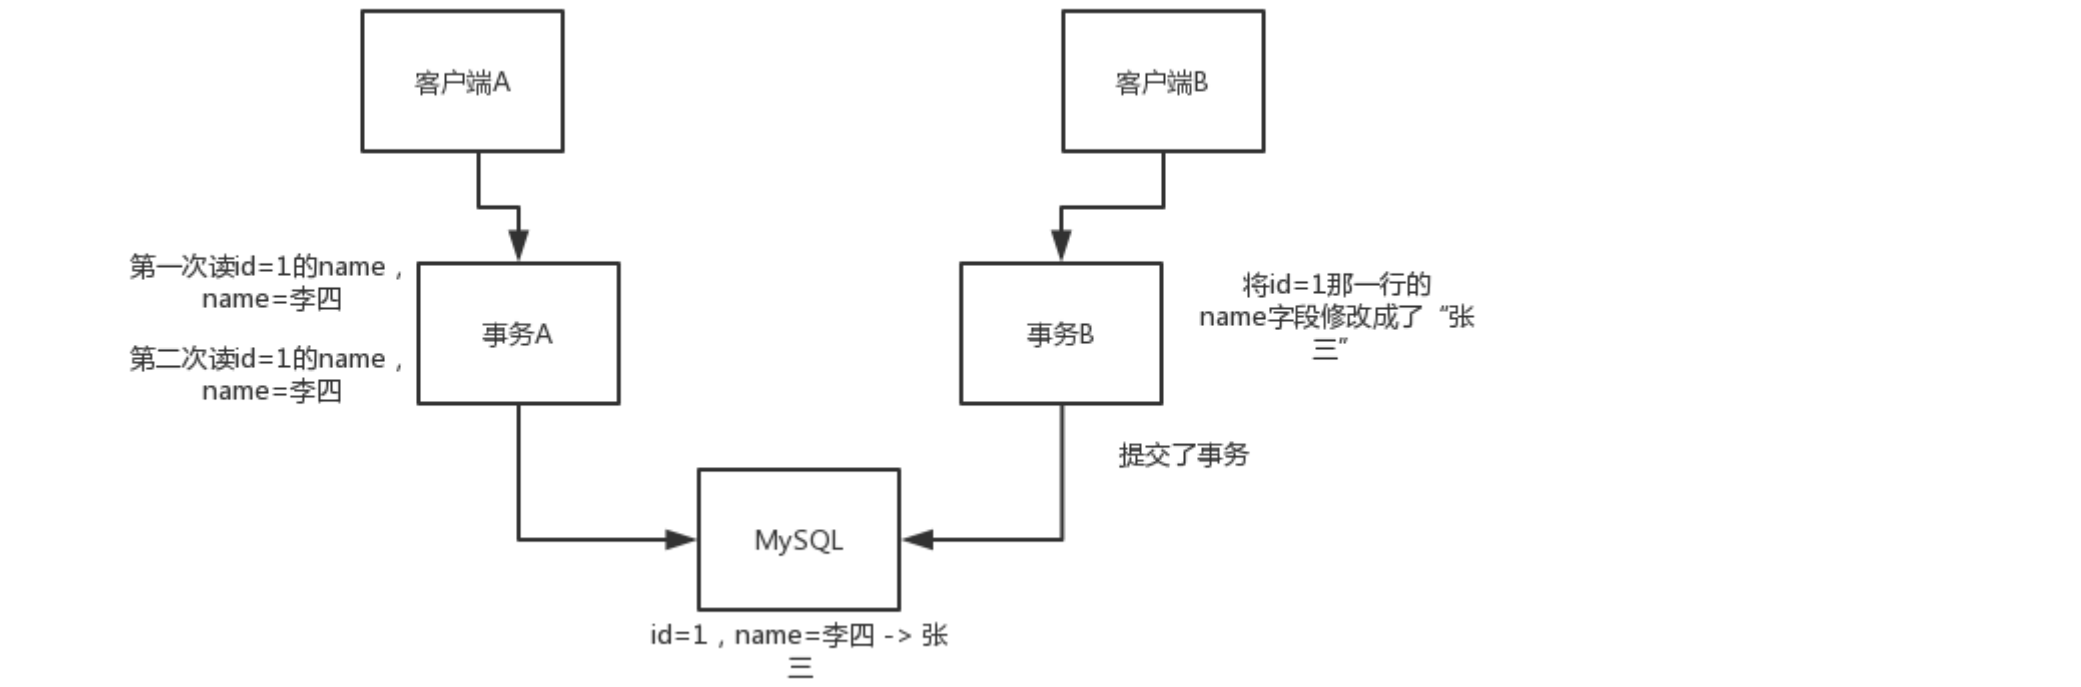 客户端A
客户端B
第一次读id=1的name，
name=李四
第二次读id=1的name，
name=李四
事务A
事务B
将id=1那一行的
name字段修改成了“张
三”
提交了事务
MySQL
id=1，name=李四 -> 张
三